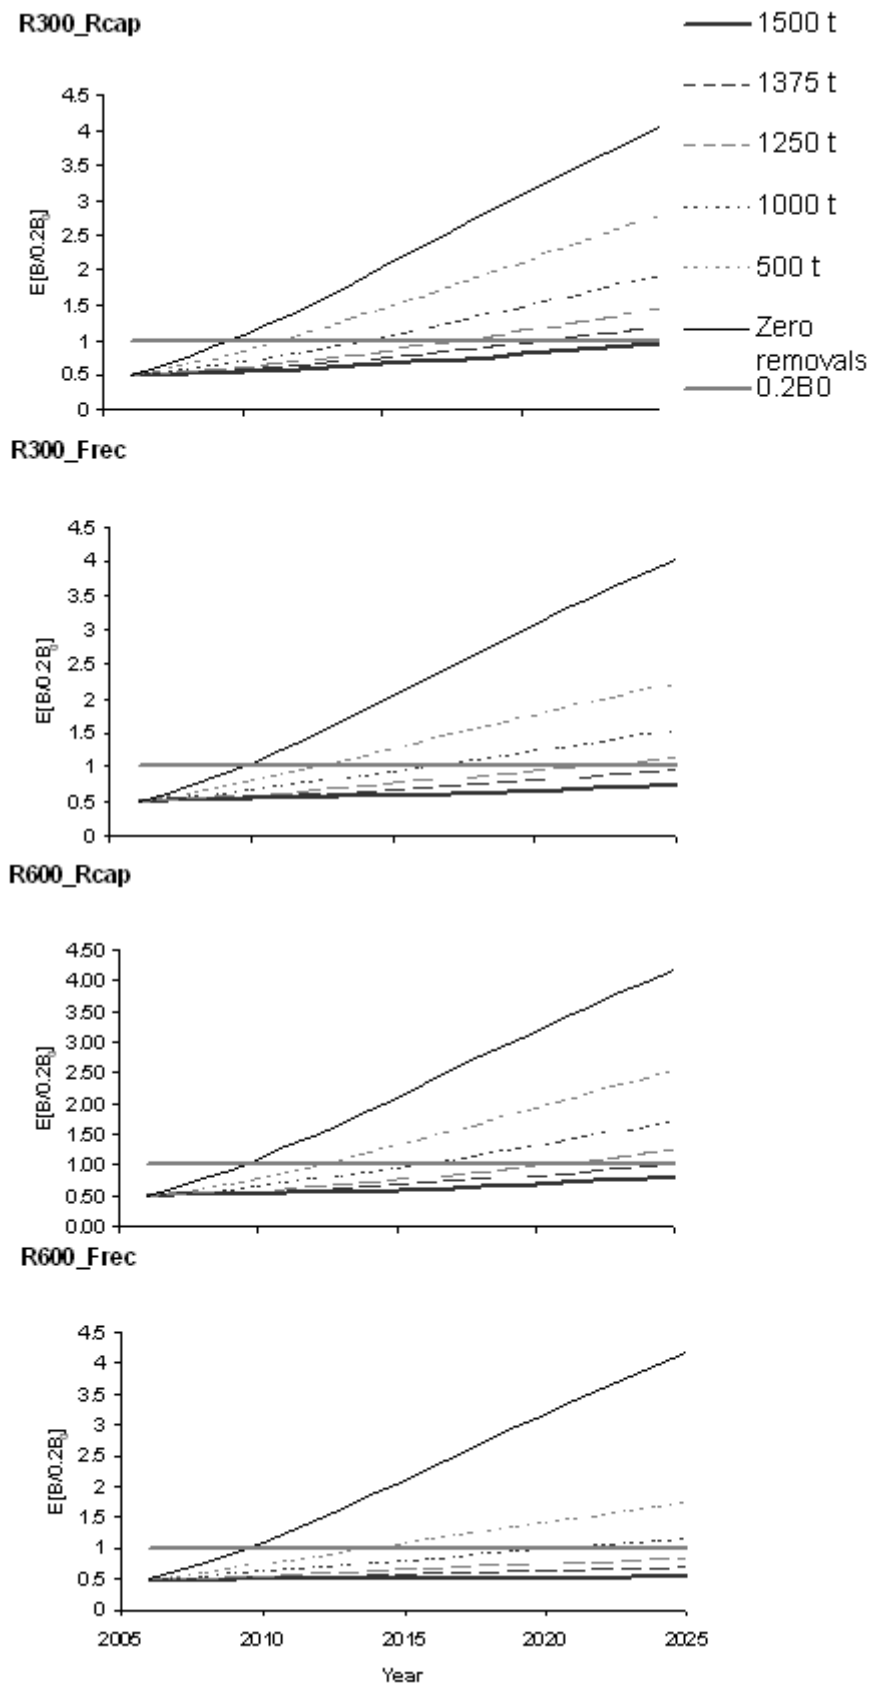 R300_Rcap
1500 t
1375 t
1250 t
1000 t
500 t
Zero
removals
0.2B0
4.5
4
3.5
3
2.5
2
1.5
1
0.5
0
E[B/0.2B0]
R300_Frec
4.5
4
3.5
3
2.5
2
1.5
1
0.5
0
E[B/0.2B0]
R600_Rcap
4.50
4.00
3.50
3.00
2.50
2.00
1.50
1.00
0.50
0.00
E[B/0.2B0]
R600_Frec
4.5
4
3.5
3
2.5
2
1.5
1
0.5
0
E[B/0.2B0]
2005 2010 2015 2020 2025
Year